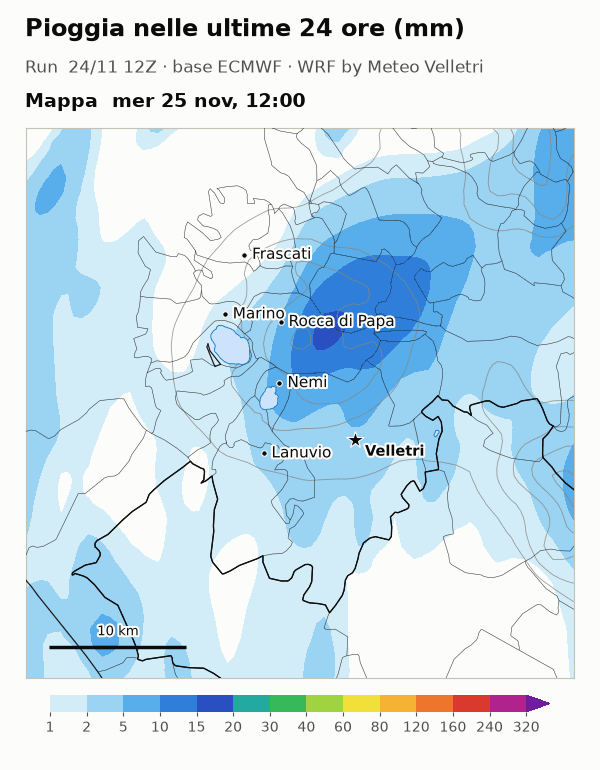 Pioggia nelle ultime 24 ore (mm)
Run  24/11 12Z · base ECMWF · WRF by Meteo Velletri
Mappa  mer 25 nov, 12:00
Frascati
Marino
Rocca di Papa
Nemi
Velletri
Lanuvio
10 km
1 2 5 10 15 20 30 40 60 80 120 160 240 320